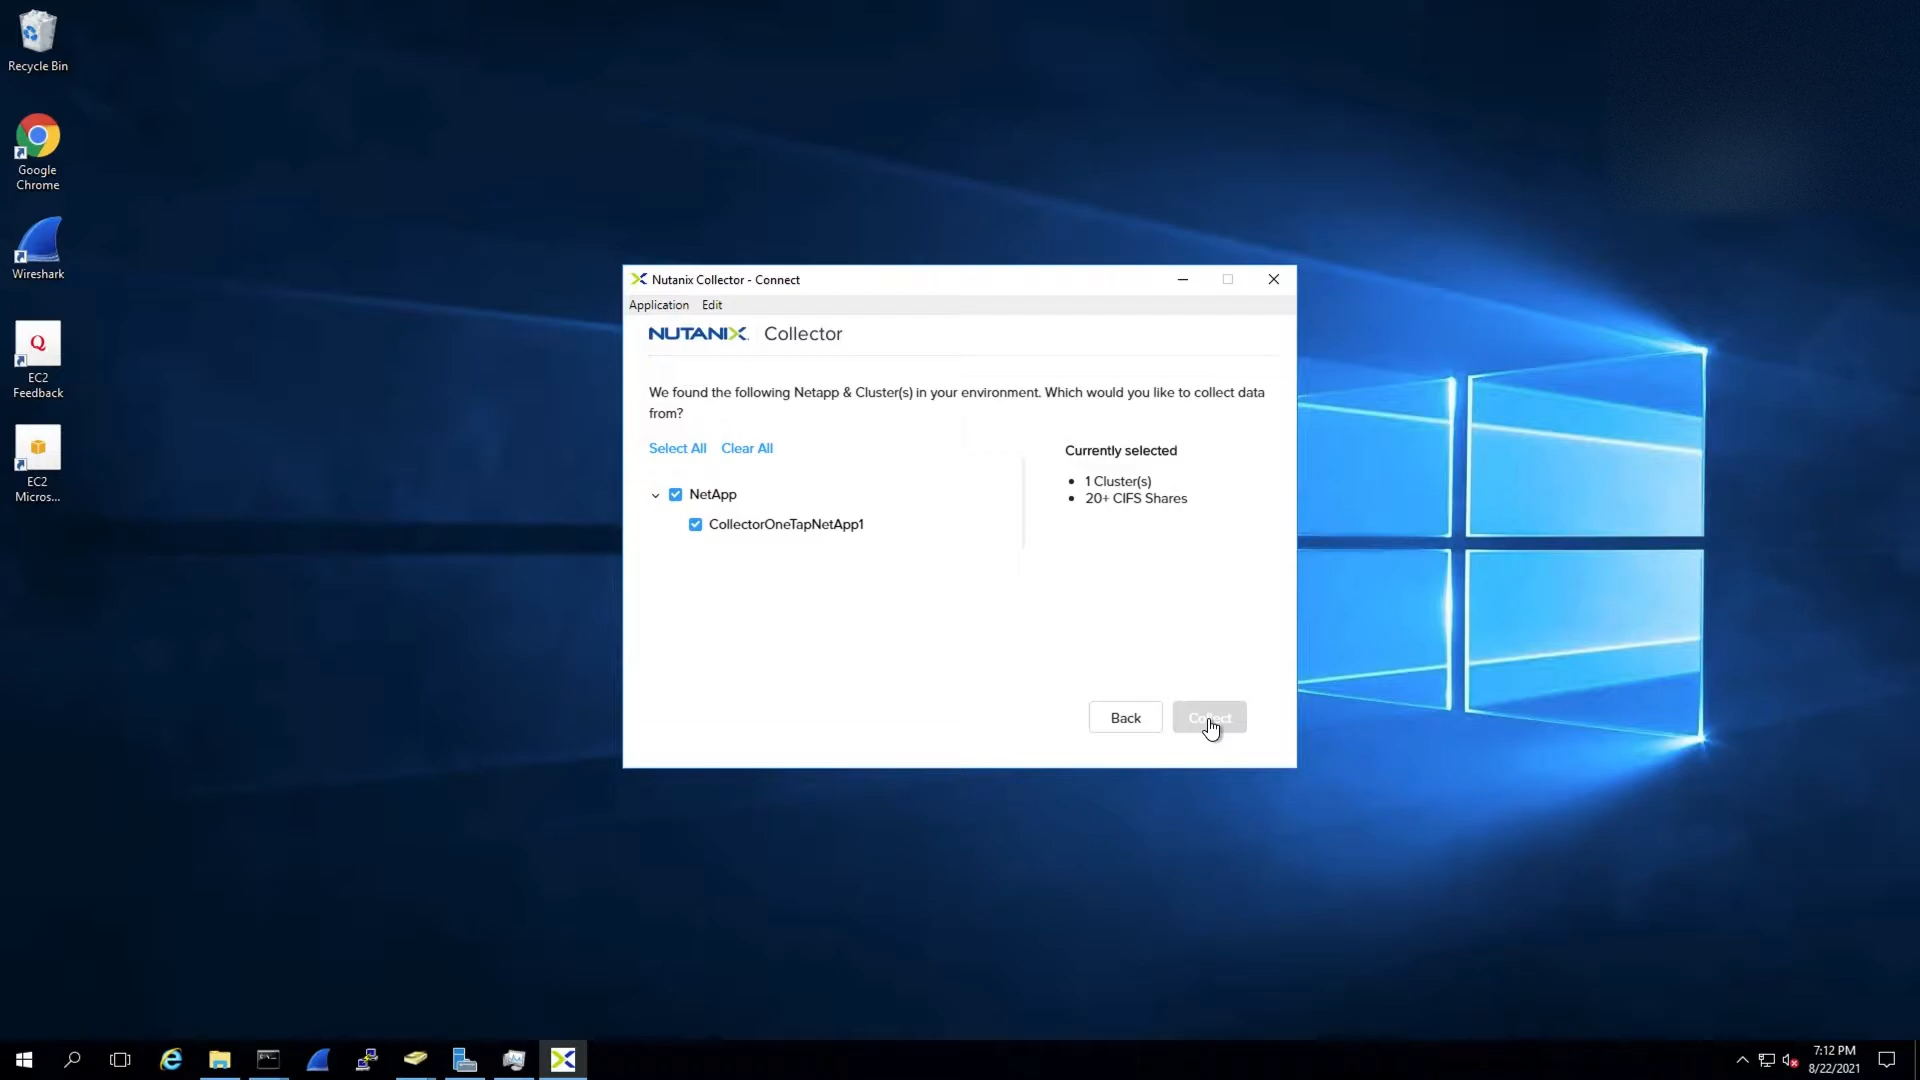 Recycle Bin
Google
Chrome
Wireshark
EC2
Feedback
EC2
Micros...
Nutanix Collector - Connect
Application Edit
NUTANIX Collector
We found the following Netapp & Cluster(s) in your environment. Which would you like to collect data
from?
Select All Clear All
NetApp
CollectorOneTapNetApp1
Currently selected
• 1 Cluster(s)
• 20+ CIFS Shares
Back
Collect
7:12 PM
8/22/2021